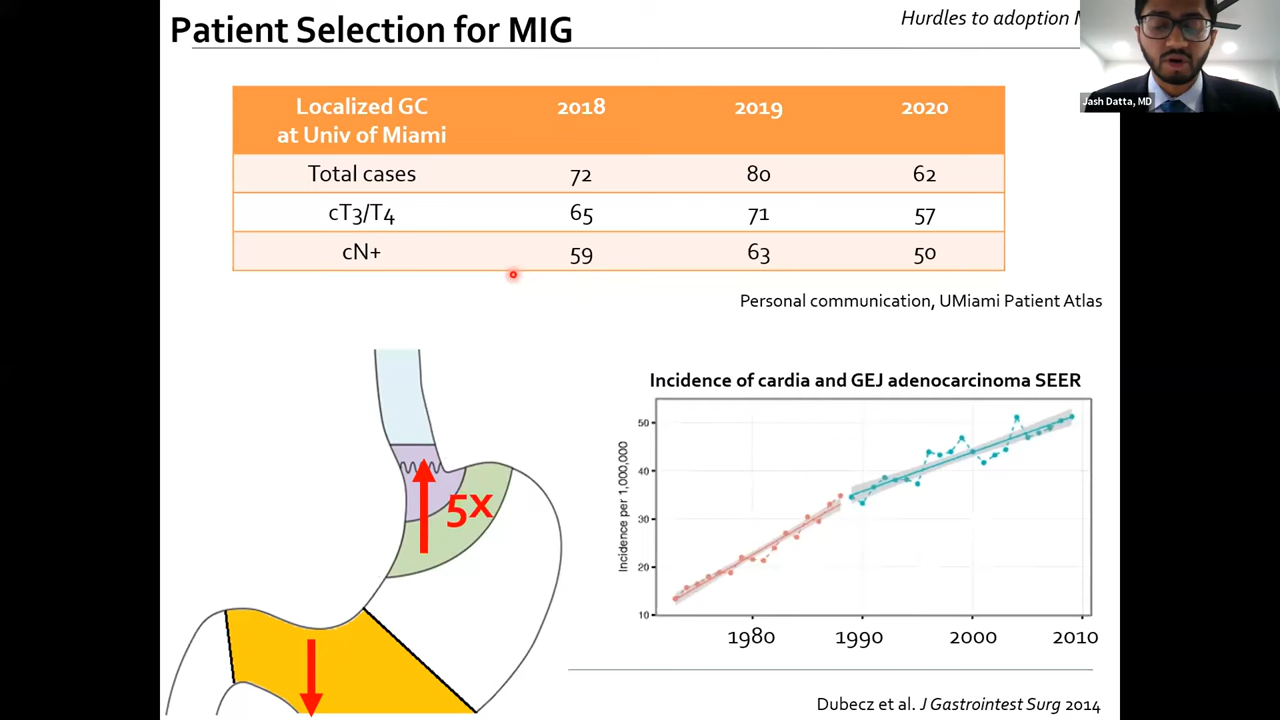 Patient Selection for MIG
Hurdles to adoption
Jash Datta, MD
Localized GC at Univ of Miami 2018 2019 2020
Total cases 72 80 62
cT3/T4 65 71 57
cN+ 59 63 50
Personal communication, UMiami Patient Atlas
5X
Incidence of cardia and GEJ adenocarcinoma SEER
Incidence per 1,000,000
50
40
30
20
10
1980 1990 2000 2010
Dubecz et al. J Gastrointest Surg 2014